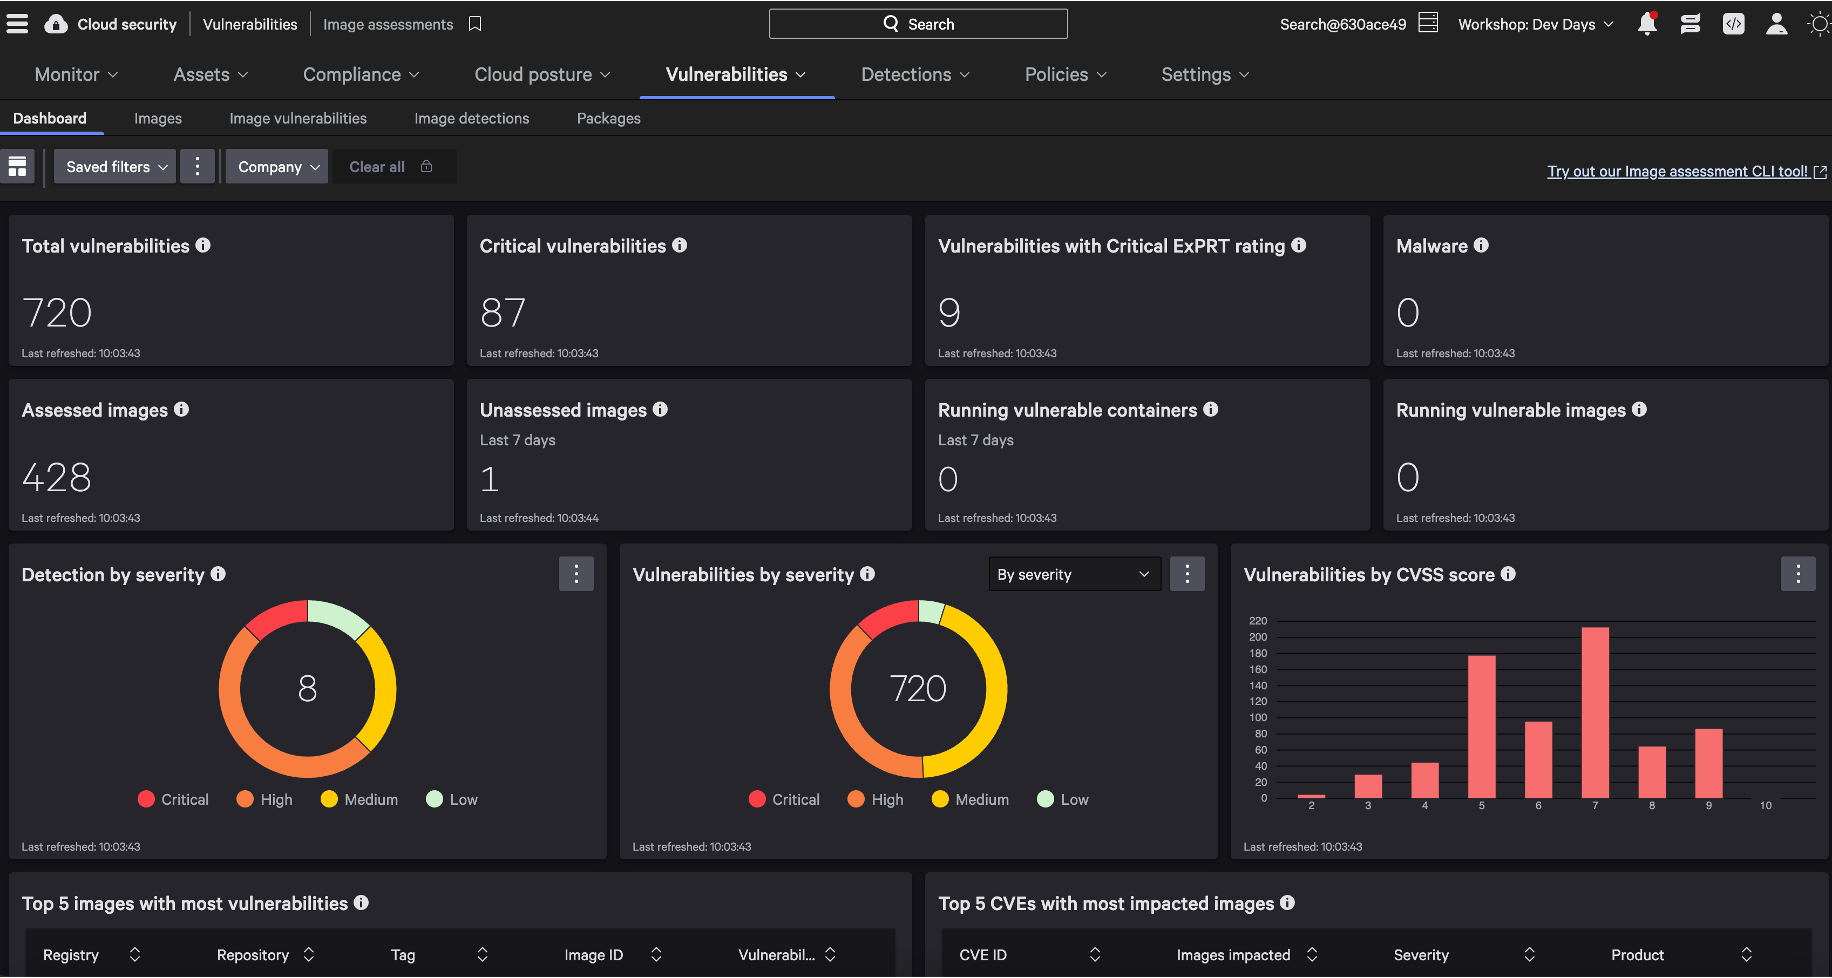 Cloud security Vulnerabilities Image assessments Search Search@630ace49 Workshop: Dev Days
Monitor Assets Compliance Cloud posture Vulnerabilities Detections Policies Settings
Dashboard Images Image vulnerabilities Image detections Packages
Saved filters Company Clear all Try out our Image assessment CLI tool!
Total vulnerabilities
720
Last refreshed: 10:03:43
Critical vulnerabilities
87
Last refreshed: 10:03:43
Vulnerabilities with Critical ExPRT rating
9
Last refreshed: 10:03:43
Malware
0
Last refreshed: 10:03:43
Assessed images
428
Last refreshed: 10:03:43
Unassessed images
Last 7 days
1
Last refreshed: 10:03:44
Running vulnerable containers
Last 7 days
0
Last refreshed: 10:03:43
Running vulnerable images
0
Last refreshed: 10:03:43
Detection by severity
8
Critical High Medium Low
Last refreshed: 10:03:43
Vulnerabilities by severity By severity
720
Critical High Medium Low
Last refreshed: 10:03:43
Vulnerabilities by CVSS score
220
200
180
160
140
120
100
80
60
40
20
0
2 3 4 5 6 7 8 9 10
Last refreshed: 10:03:43
Top 5 images with most vulnerabilities
Registry Repository Tag Image ID Vulnerabil...
Top 5 CVEs with most impacted images
CVE ID Images impacted Severity Product